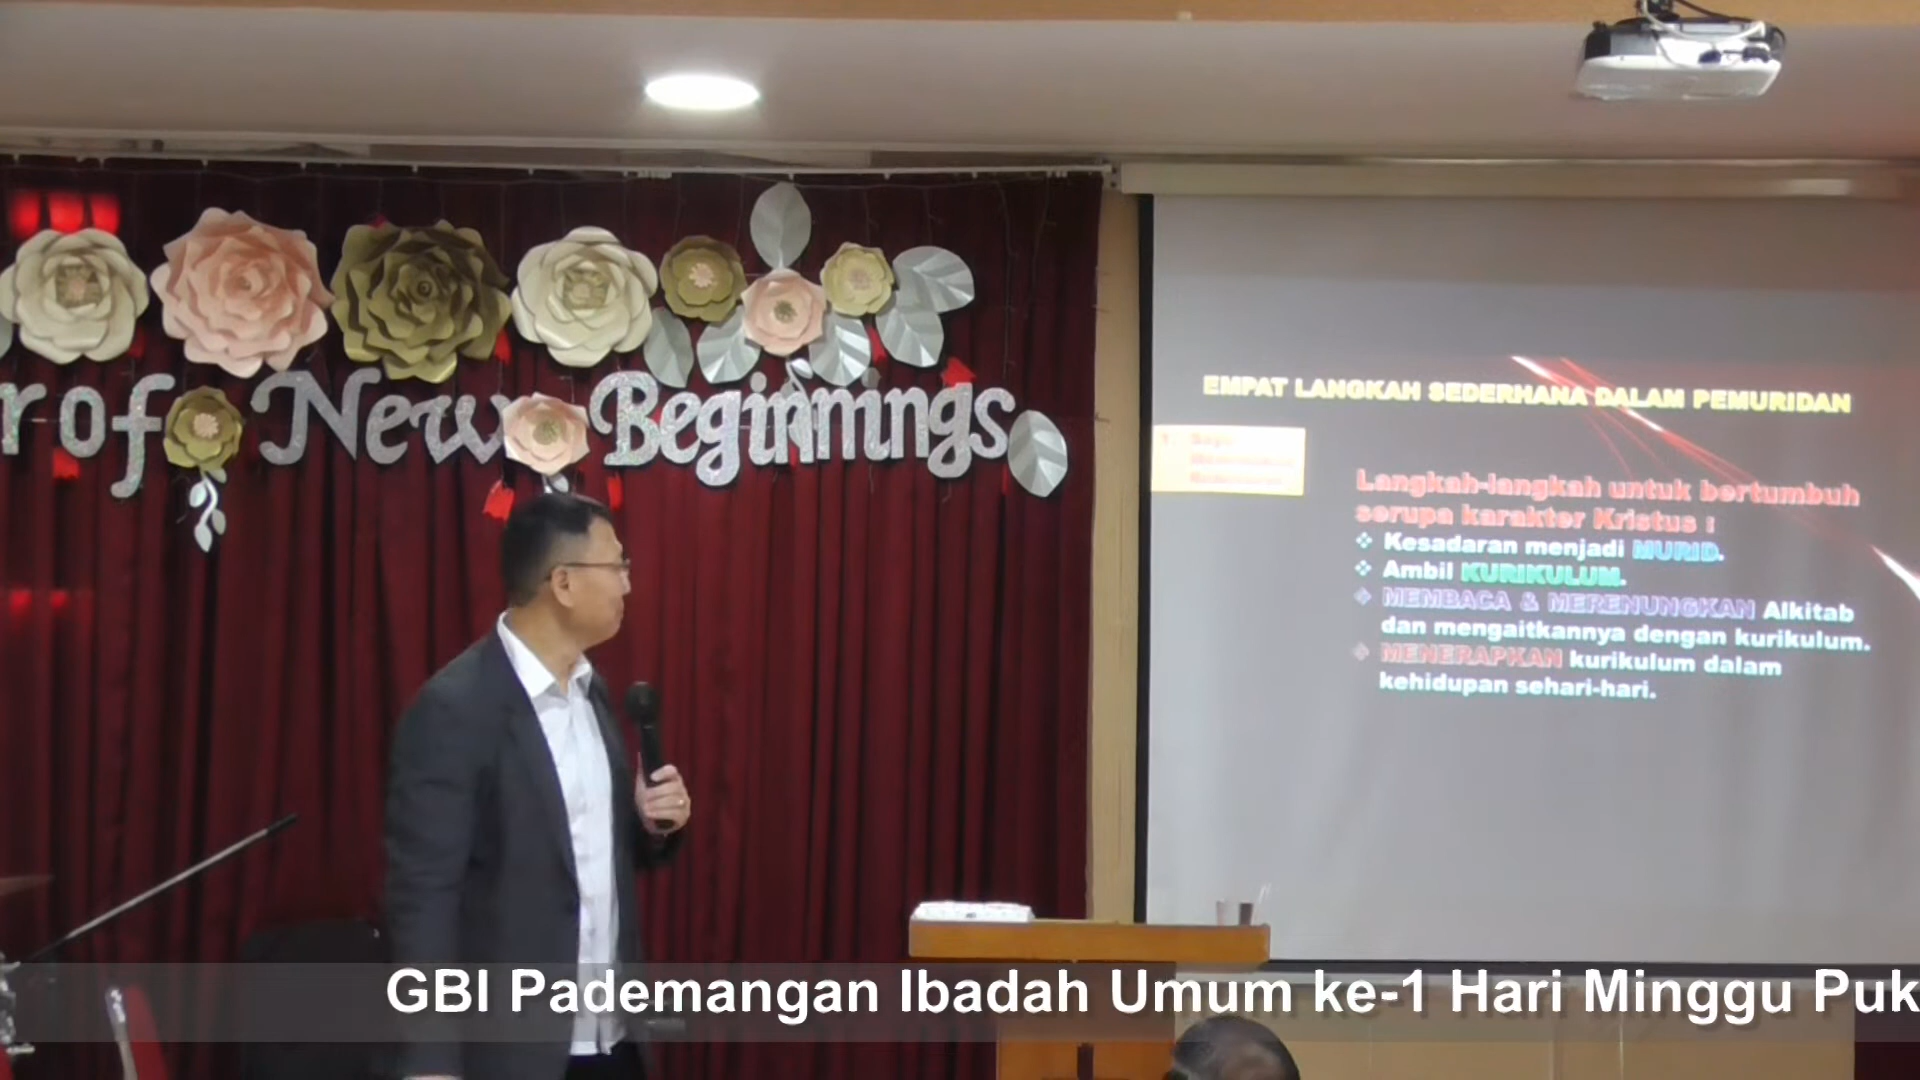 r of New Beginnings
EMPAT LANGKAH SEDERHANA DALAM PEMURIDAN
1.
Langkah-langkah untuk bertumbuh
serupa karakter Kristus :
Kesadaran menjadi MURID.
Ambil KURIKULUM.
MEMBACA & MERENUNGKAN Alkitab
dan mengaitkannya dengan kurikulum.
MENERAPKAN kurikulum dalam
kehidupan sehari-hari.
GBI Pademangan Ibadah Umum ke-1 Hari Minggu Puk